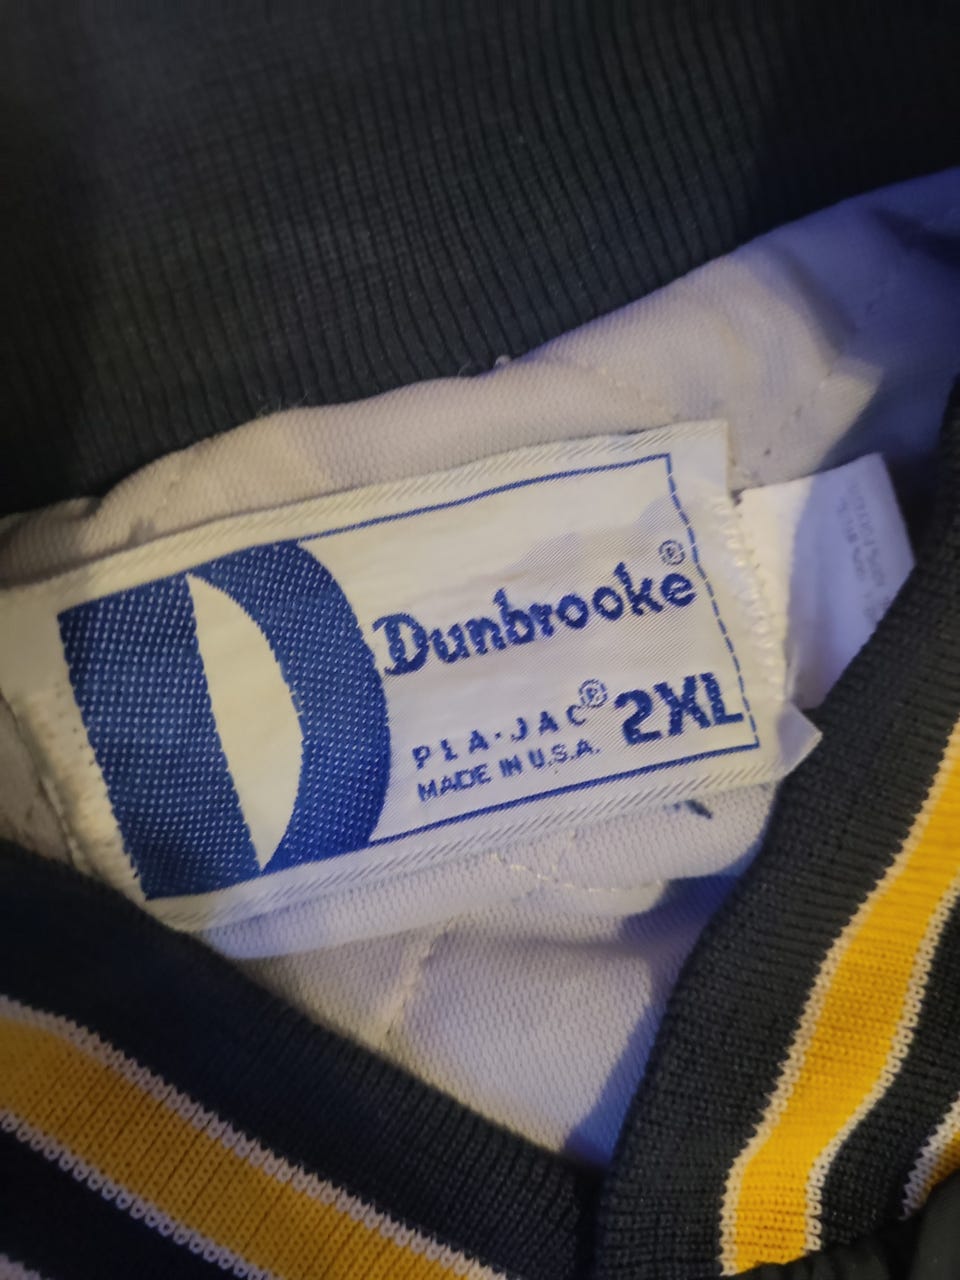 D
Dunbrooke®
PLA-JAC® 2XL
MADE IN U.S.A.